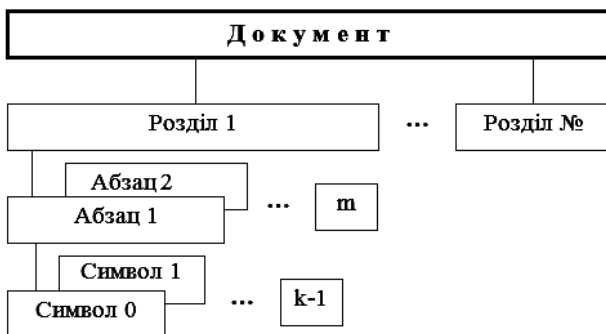 Документ
Розділ 1 ... Розділ №
Абзац 2
Абзац 1 ... m
Символ 1
Символ 0 ... k-1